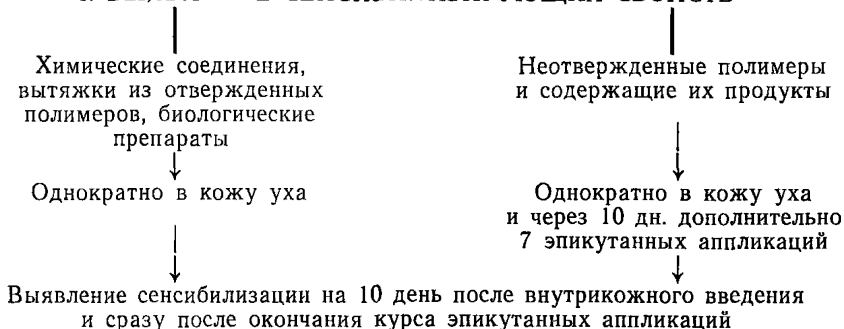 Химические соединения,
вытяжки из отвержденных
полимеров, биологические
препараты
Неотвержденные полимеры
и содержащие их продукты
Однократно в кожу уха
Однократно в кожу уха
и через 10 дн. дополнительно
7 эпикутанных аппликаций
Выявление сенсибилизации на 10 день после внутрикожного введения
и сразу после окончания курса эпикутанных аппликаций